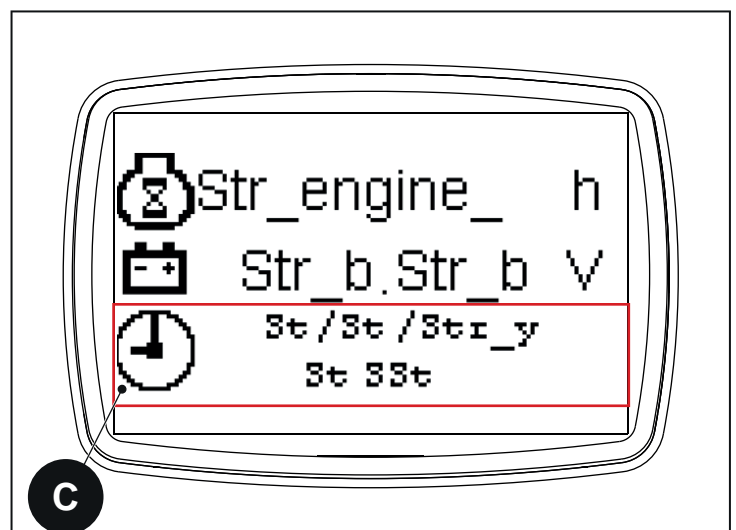 Str_engine_ h
- +
Str_b.Str_b V
St/St/Str_y
St SSt
C